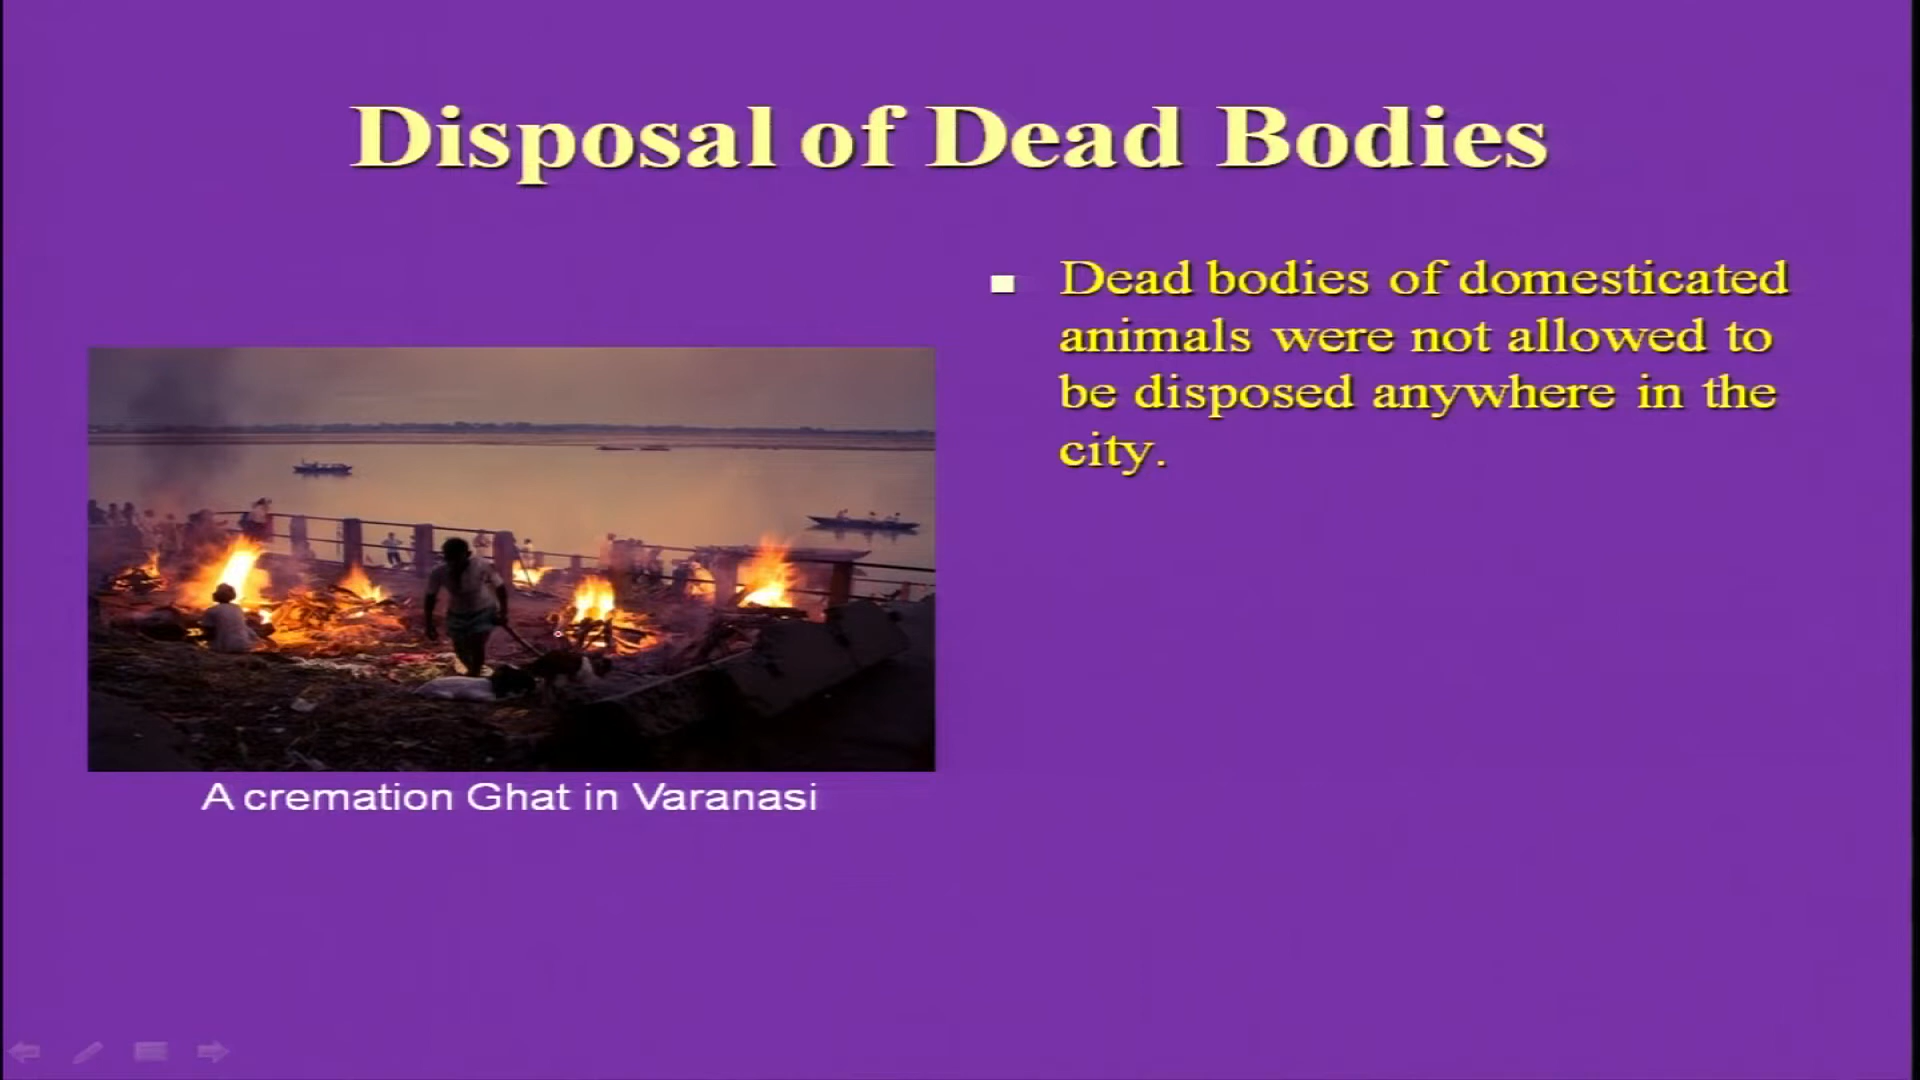 Disposal of Dead Bodies
Dead bodies of domesticated
animals were not allowed to
be disposed anywhere in the
city.
A cremation Ghat in Varanasi